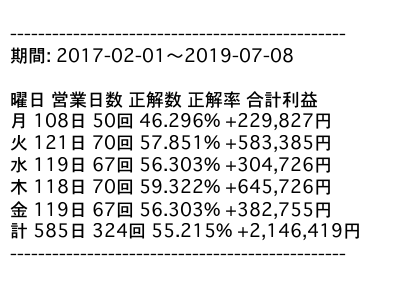 ------------------------------------------------
期間: 2017-02-01～2019-07-08
曜日 営業日数 正解数 正解率 合計利益
月 108日 50回 46.296% +229,827円
火 121日 70回 57.851% +583,385円
水 119日 67回 56.303% +304,726円
木 118日 70回 59.322% +645,726円
金 119日 67回 56.303% +382,755円
計 585日 324回 55.215% +2,146,419円
------------------------------------------------